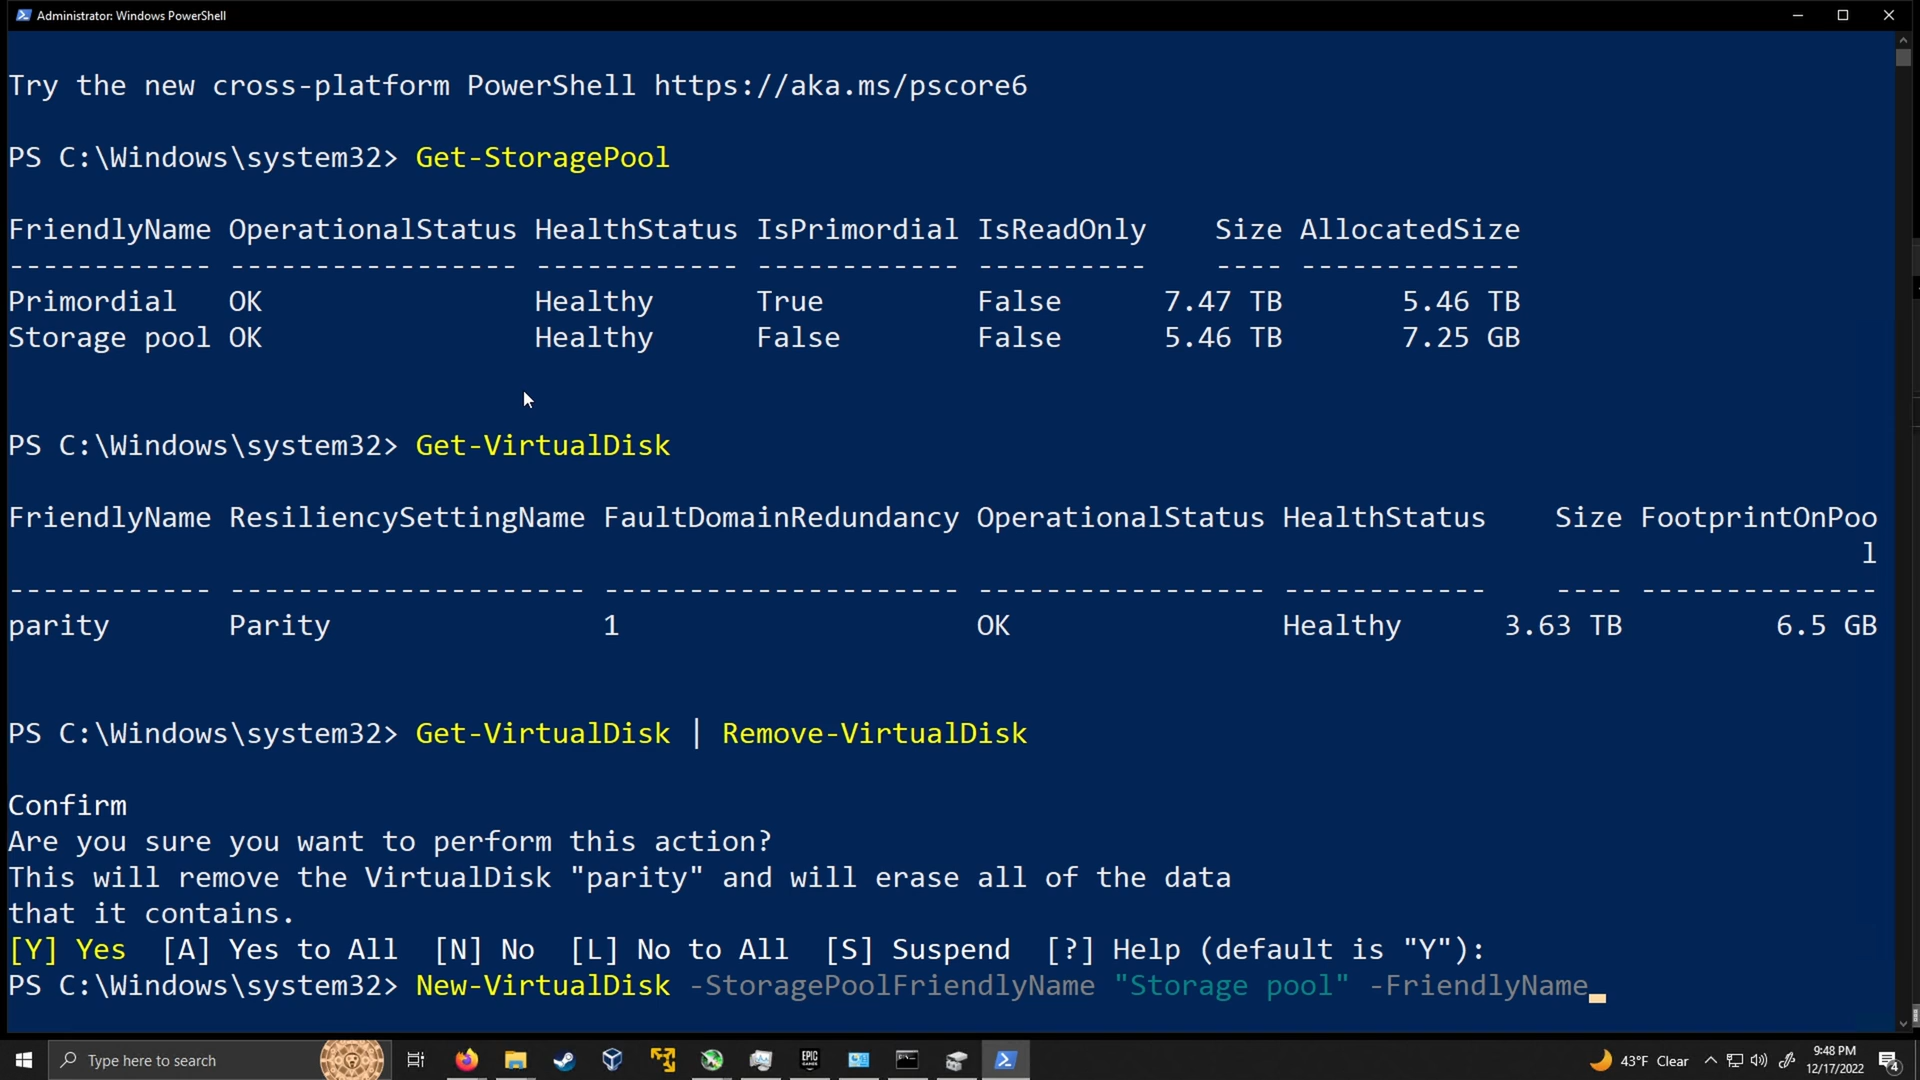 Administrator: Windows PowerShell
Try the new cross-platform PowerShell https://aka.ms/pscore6
PS C:\Windows\system32> Get-StoragePool
FriendlyName OperationalStatus HealthStatus IsPrimordial IsReadOnly    Size AllocatedSize
------------ ----------------- ------------ ------------ ----------    ---- -------------
Primordial   OK                Healthy      True         False      7.47 TB       5.46 TB
Storage pool OK                Healthy      False        False      5.46 TB       7.25 GB
PS C:\Windows\system32> Get-VirtualDisk
FriendlyName ResiliencySettingName FaultDomainRedundancy OperationalStatus HealthStatus    Size FootprintOnPoo
l
------------ --------------------- --------------------- ----------------- ------------    ---- --------------
parity       Parity                1                     OK                Healthy      3.63 TB         6.5 GB
PS C:\Windows\system32> Get-VirtualDisk | Remove-VirtualDisk
Confirm
Are you sure you want to perform this action?
This will remove the VirtualDisk "parity" and will erase all of the data
that it contains.
[Y] Yes  [A] Yes to All  [N] No  [L] No to All  [S] Suspend  [?] Help (default is "Y"):
PS C:\Windows\system32> New-VirtualDisk -StoragePoolFriendlyName "Storage pool" -FriendlyName
Type here to search
EPIC GAMES
43°F Clear
9:48 PM
12/17/2022
4